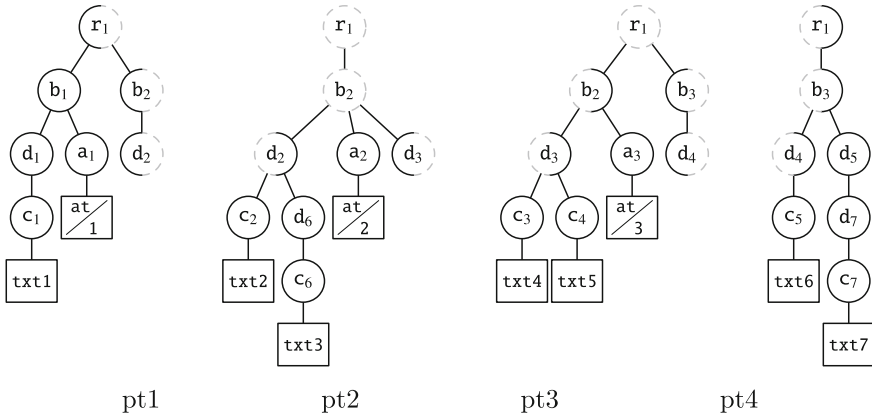 r1 r1 r1 r1
b1 b2 b2 b2 b3 b3
d1 a1 d2 d2 a2 d3 d3 a3 d4 d4 d5
c1 at 1 c2 d6 at 2 c3 c4 at 3 c5 d7
txt1 txt2 c6 txt4 txt5 txt6 c7
txt3 txt7
pt1 pt2 pt3 pt4